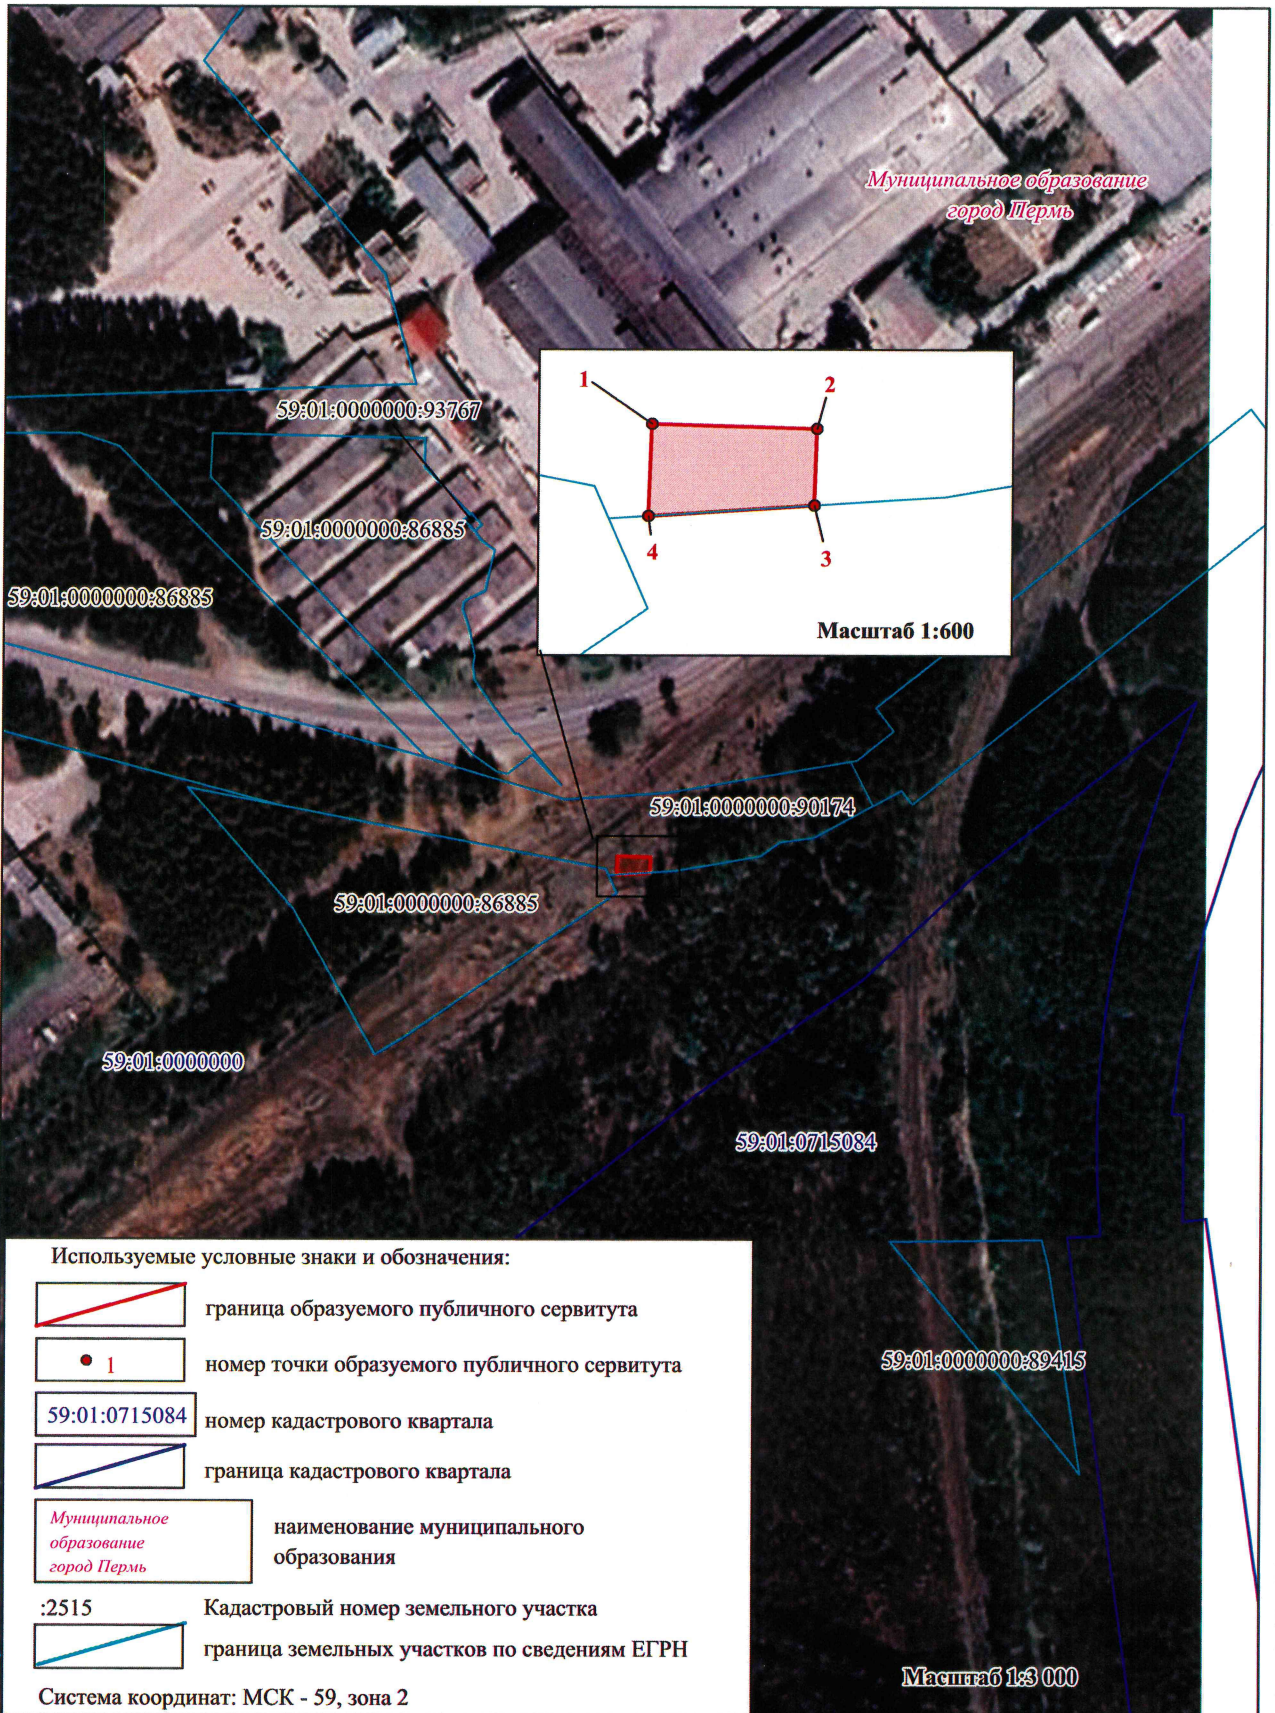 Муниципальное образование
город Пермь
1
2
59:01:0000000:93767
59:01:0000000:86885
4
3
59:01:0000000:86885
Масштаб 1:600
59:01:0000000:90174
59:01:0000000:86885
59:01:0000000
59:01:0715084
Используемые условные знаки и обозначения:
граница образуемого публичного сервитута
1
номер точки образуемого публичного сервитута
59:01:0715084
номер кадастрового квартала
граница кадастрового квартала
Муниципальное
образование
город Пермь
наименование муниципального
образования
:2515
Кадастровый номер земельного участка
граница земельных участков по сведениям ЕГРН
Система координат: МСК - 59, зона 2
59:01:0000000:89415
Масштаб 1:3 000